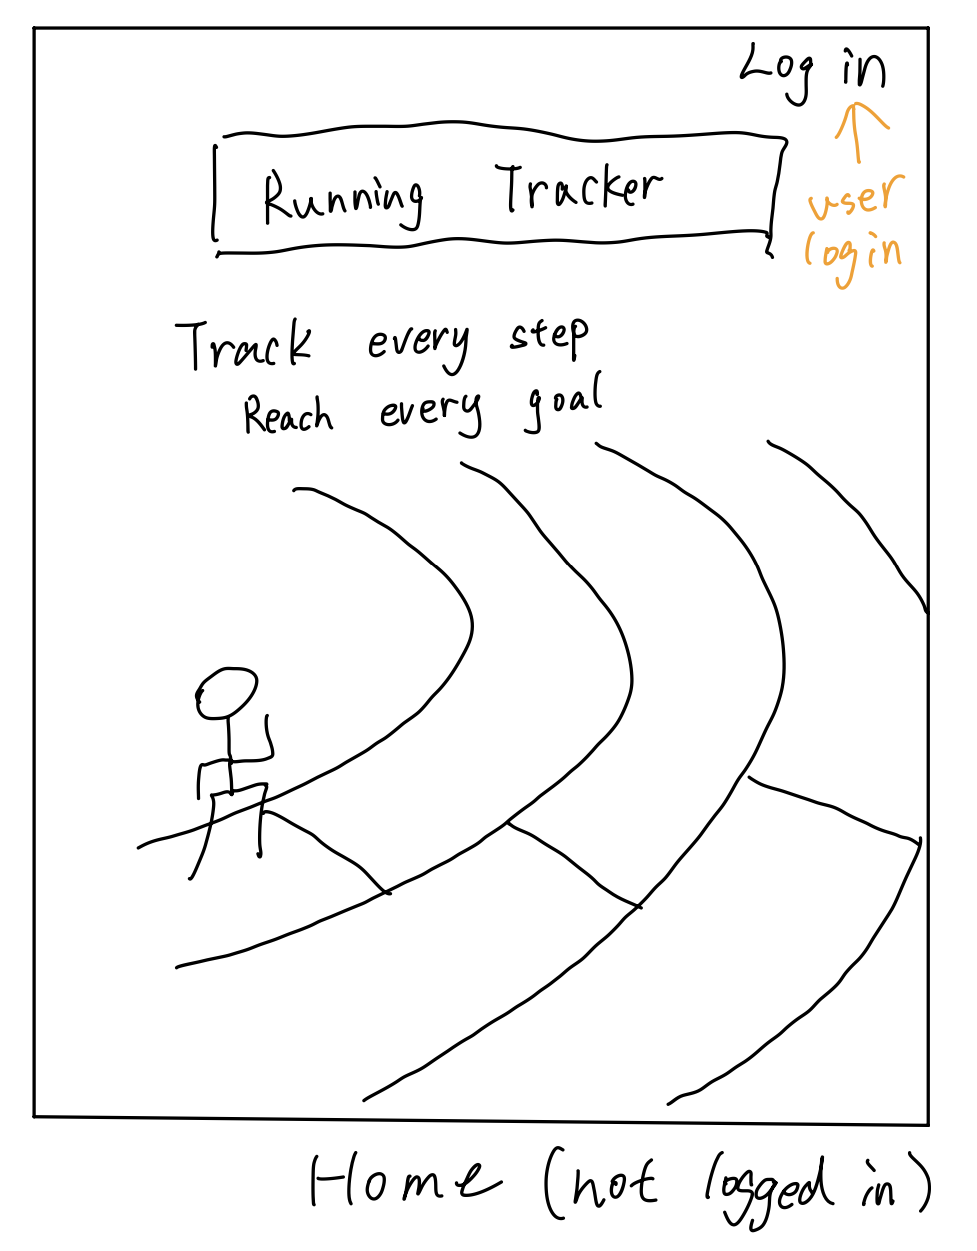 Log in
user
login
Running Tracker
Track every step
Reach every goal
Home (not logged in)